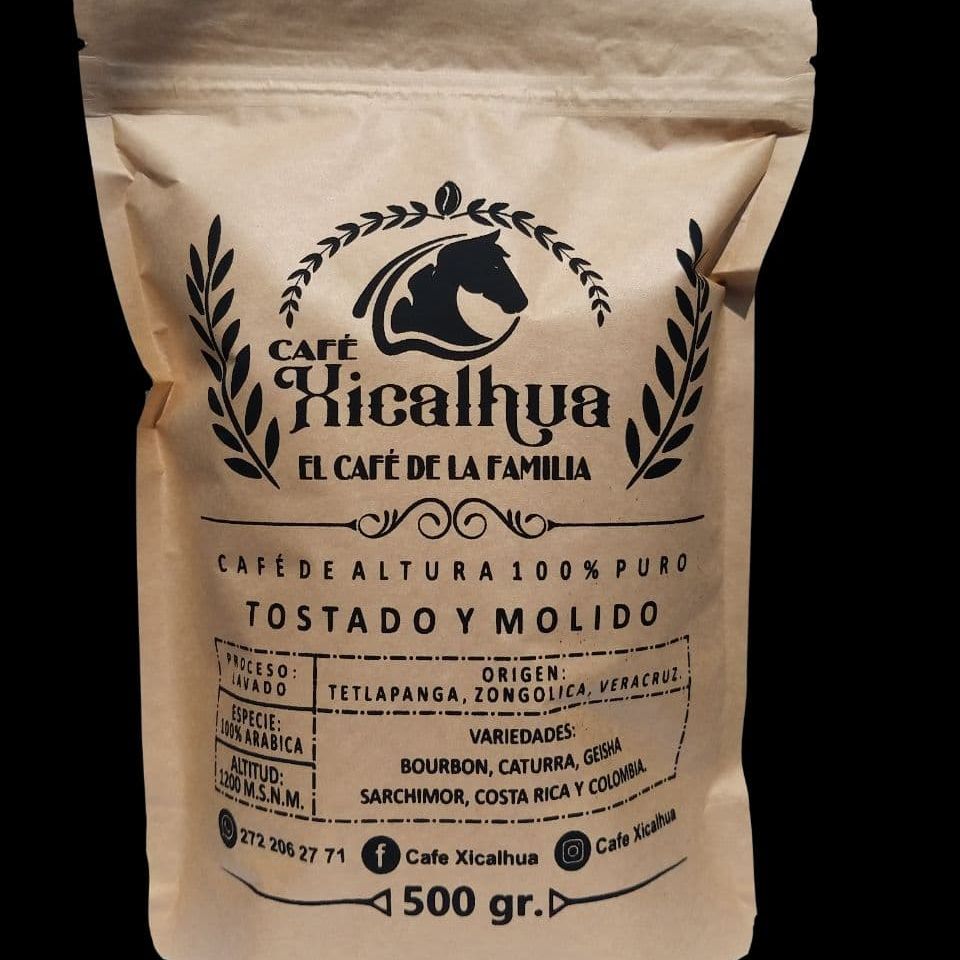 CAFÉ
Xicalhua
EL CAFÉ DE LA FAMILIA
CAFÉ DE ALTURA 100% PURO
TOSTADO Y MOLIDO
PROCESO:
LAVADO
ORIGEN:
TETLAPANGA, ZONGOLICA, VERACRUZ.
ESPECIE:
100% ARABICA
ALTITUD:
1200 M.S.N.M.
VARIEDADES:
BOURBON, CATURRA, GEISHA
SARCHIMOR, COSTA RICA Y COLOMBIA.
272 206 27 71
Cafe Xicalhua
Cafe Xicalhua
500 gr.